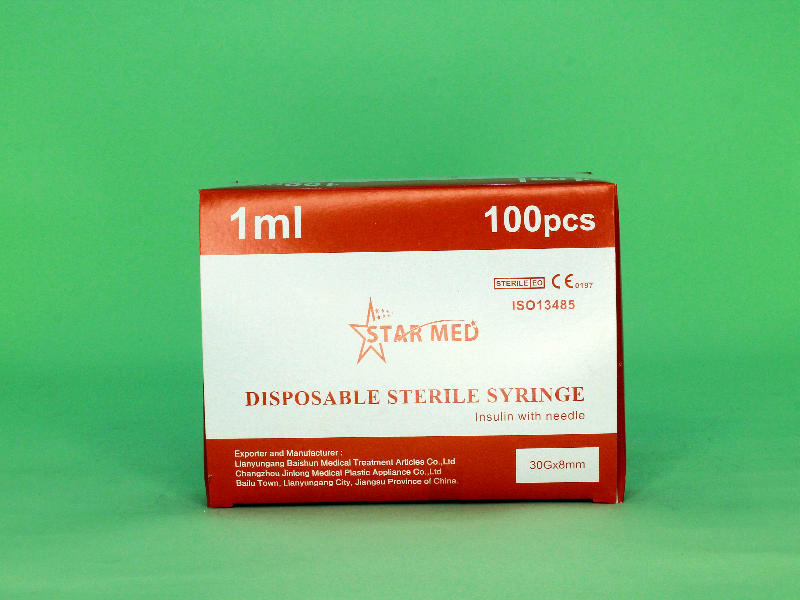 1ml 100pcs
STERILE EO CE 0197
ISO13485
STAR MED
DISPOSABLE STERILE SYRINGE
Insulin with needle
Exporter and Manufacturer :
Lianyungang Baishun Medical Treatment Articles Co.,Ltd
Changzhou Jinlong Medical Plastic Appliance Co.,Ltd
Bailu Town, Lianyungang City, Jiangsu Province of China.
30Gx8mm